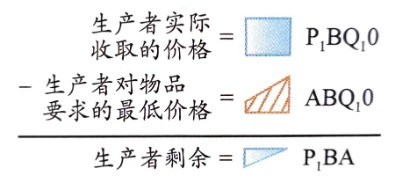 生产者实际
收取的价格 = P₁BQ₁0
− 生产者对物品
要求的最低价格 = ABQ₁0
生产者剩余 = P₁BA